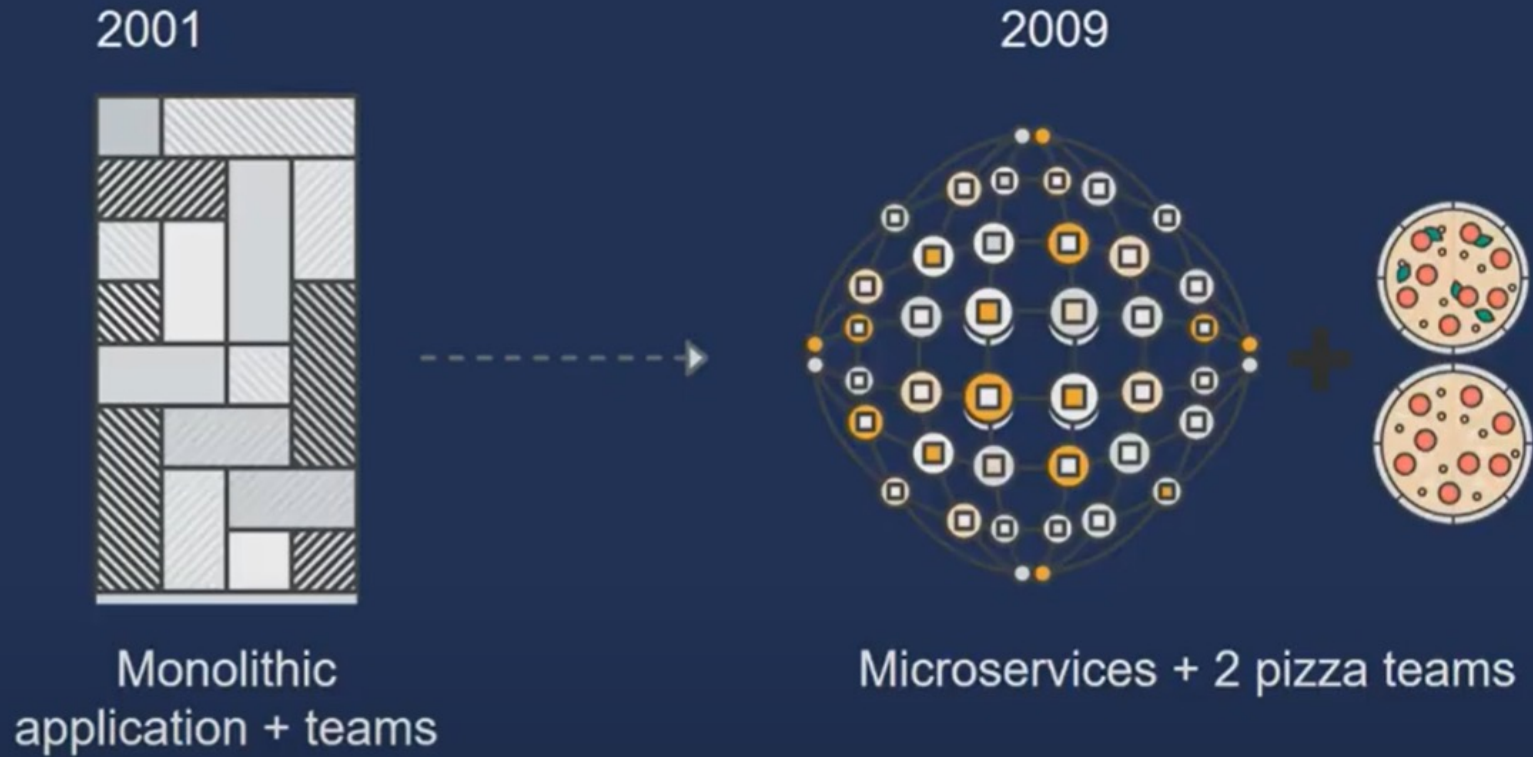 2001
2009
Monolithic
application + teams
Microservices + 2 pizza teams